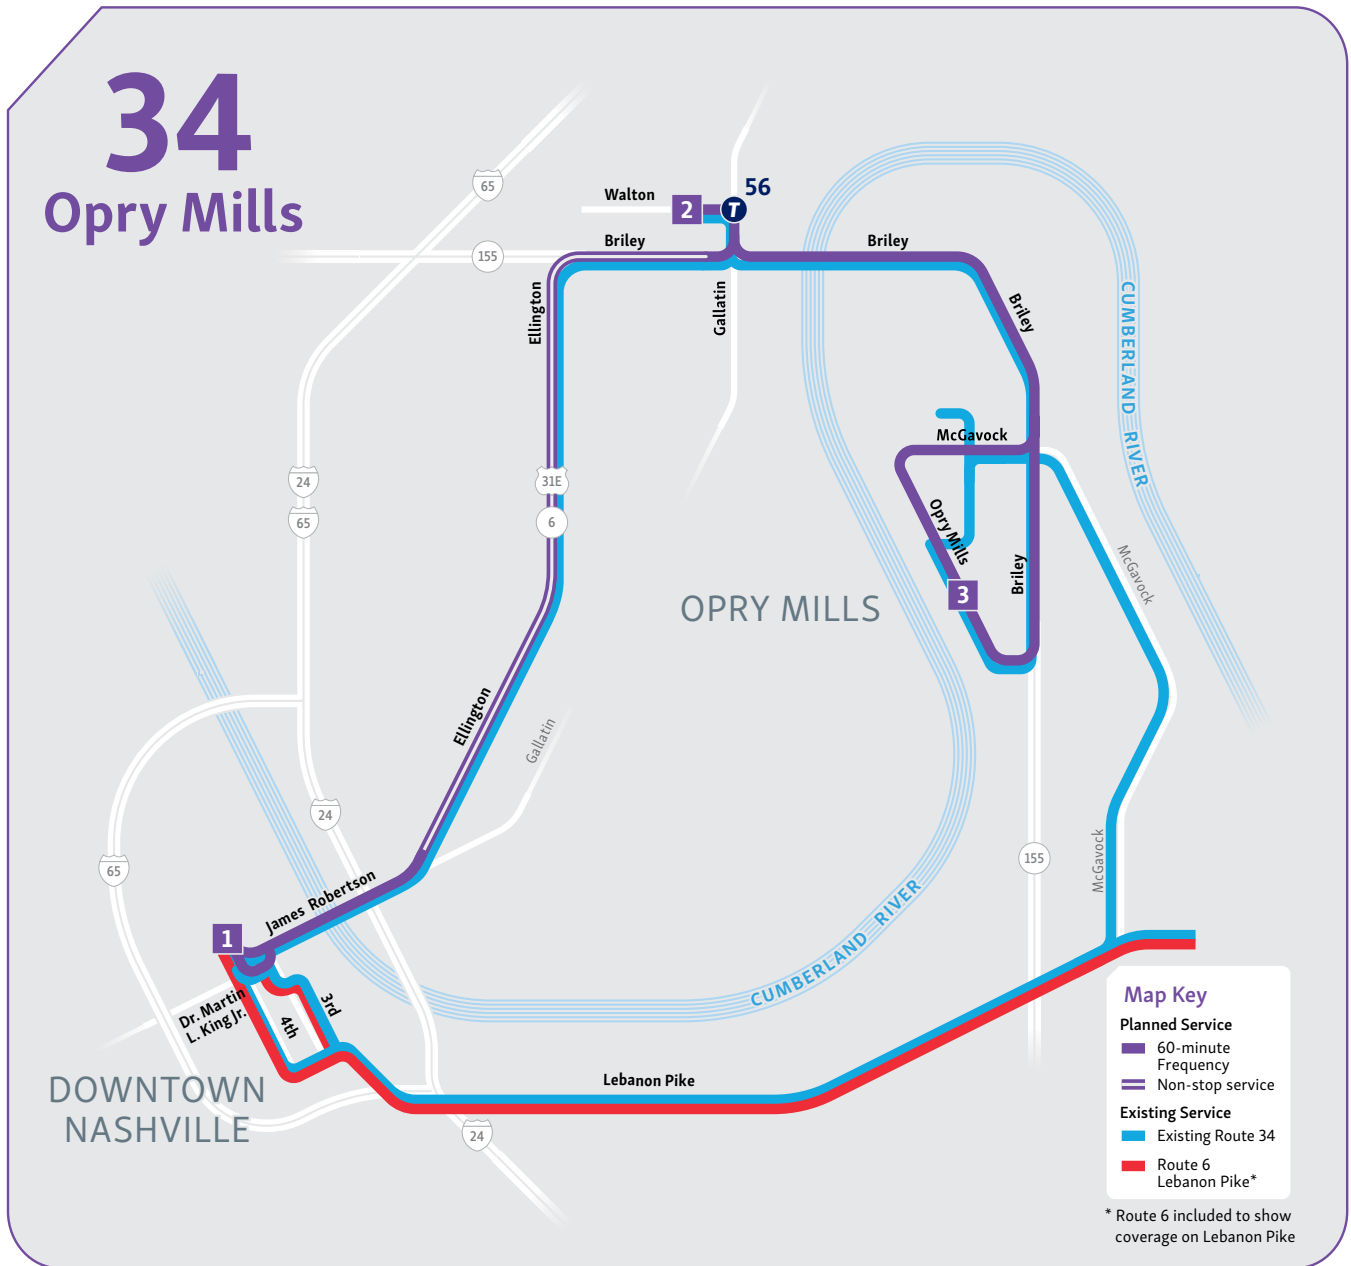 34
Opry Mills
65
Walton
2
T
56
155
Briley
Briley
Ellington
Gallatin
Briley
CUMBERLAND RIVER
McGavock
24
65
31E
6
Opry Mills
Briley
McGavock
3
OPRY MILLS
Ellington
Gallatin
24
65
155
McGavock
James Robertson
1
CUMBERLAND RIVER
Dr. Martin
L. King Jr.
4th
3rd
DOWNTOWN
NASHVILLE
Lebanon Pike
24
Map Key
Planned Service
60-minute
Frequency
Non-stop service
Existing Service
Existing Route 34
Route 6
Lebanon Pike*
* Route 6 included to show
coverage on Lebanon Pike